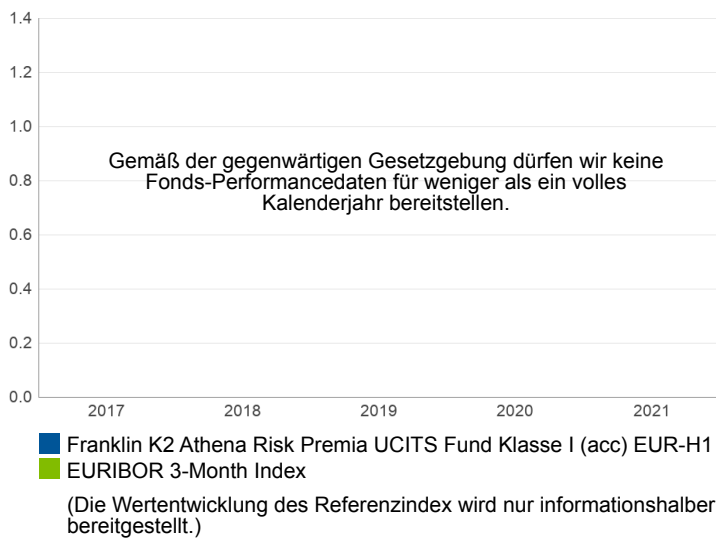 1.4
1.2
1.0
0.8
0.6
0.4
0.2
0.0
Gemäß der gegenwärtigen Gesetzgebung dürfen wir keine
Fonds-Performancedaten für weniger als ein volles
Kalenderjahr bereitstellen.
2017 2018 2019 2020 2021
Franklin K2 Athena Risk Premia UCITS Fund Klasse I (acc) EUR-H1
EURIBOR 3-Month Index
(Die Wertentwicklung des Referenzindex wird nur informationshalber
bereitgestellt.)